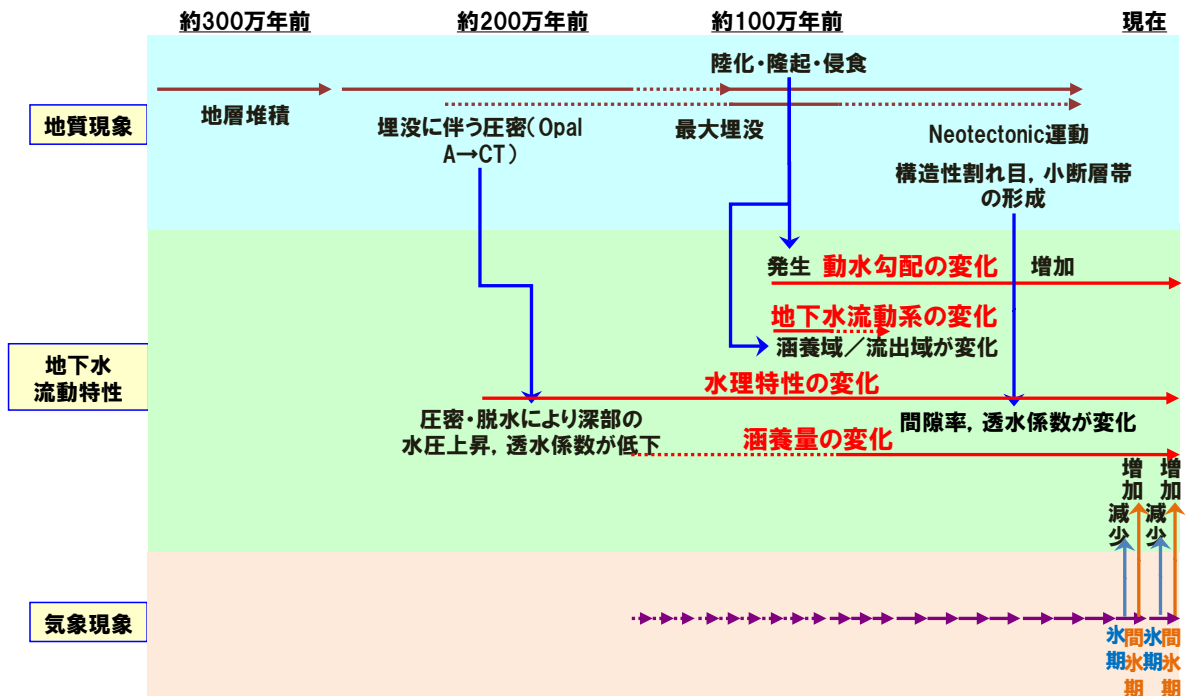 約300万年前
約200万年前
約100万年前
現在
陸化・隆起・侵食
地質現象
地層堆積
埋没に伴う圧密(Opal
A→CT)
最大埋没
Neotectonic運動
構造性割れ目, 小断層帯
の形成
発生 動水勾配の変化 増加
地下水流動系の変化
涵養域/流出域が変化
地下水
流動特性
水理特性の変化
圧密・脱水により深部の
水圧上昇, 透水係数が低下
間隙率, 透水係数が変化
涵養量の変化
減少
増加
減少
増加
気象現象
氷期
間氷期
氷期
間氷期